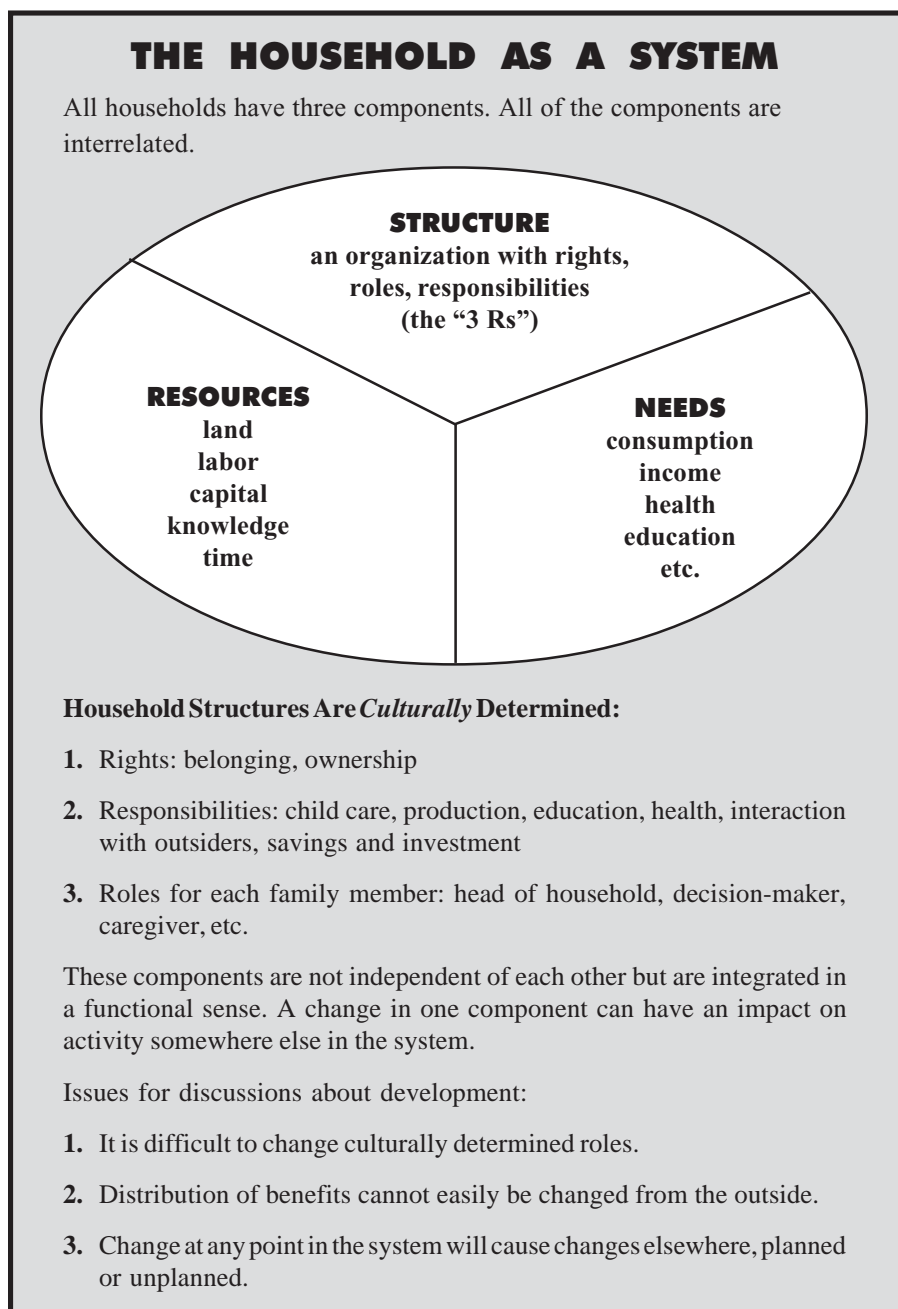 THE HOUSEHOLD AS A SYSTEM
All households have three components. All of the components are
interrelated.
STRUCTURE
an organization with rights,
roles, responsibilities
(the “3 Rs”)
RESOURCES
land
labor
capital
knowledge
time
NEEDS
consumption
income
health
education
etc.
Household Structures Are Culturally Determined:
1. Rights: belonging, ownership
2. Responsibilities: child care, production, education, health, interaction
with outsiders, savings and investment
3. Roles for each family member: head of household, decision-maker,
caregiver, etc.
These components are not independent of each other but are integrated in
a functional sense. A change in one component can have an impact on
activity somewhere else in the system.
Issues for discussions about development:
1. It is difficult to change culturally determined roles.
2. Distribution of benefits cannot easily be changed from the outside.
3. Change at any point in the system will cause changes elsewhere, planned
or unplanned.